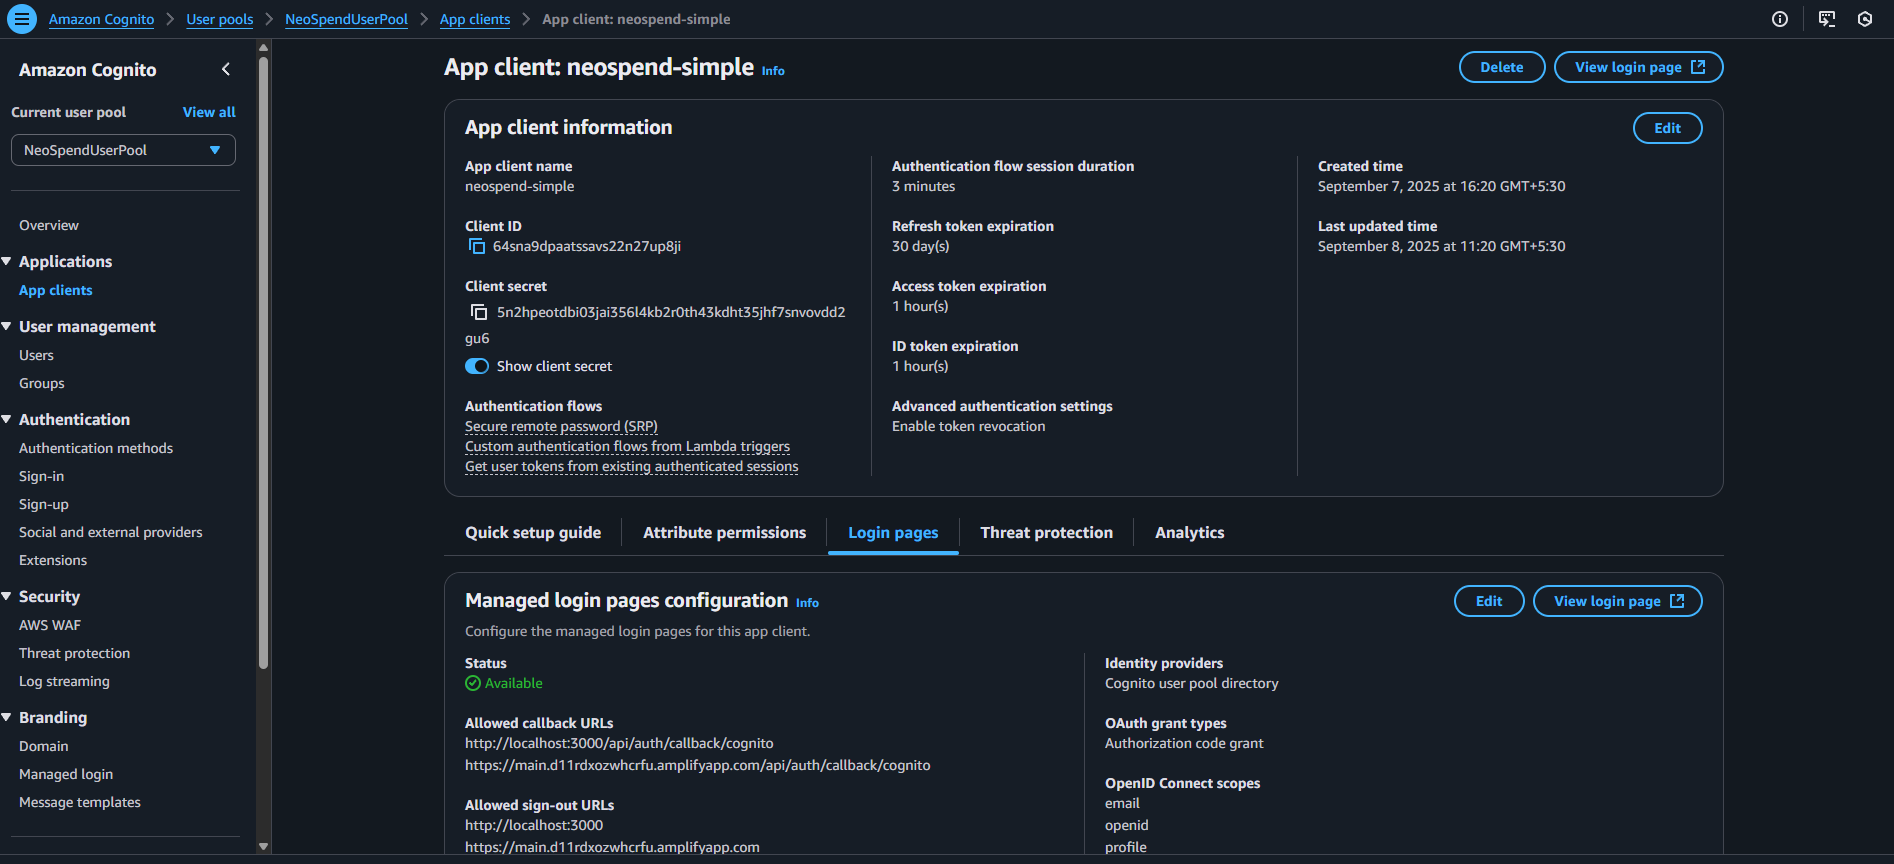 Amazon Cognito
User pools
NeoSpendUserPool
App clients
App client: neospend-simple
Amazon Cognito
Current user pool
View all
NeoSpendUserPool
Overview
Applications
App clients
User management
Users
Groups
Authentication
Authentication methods
Sign-in
Sign-up
Social and external providers
Extensions
Security
AWS WAF
Threat protection
Log streaming
Branding
Domain
Managed login
Message templates
App client: neospend-simple Info
Delete
View login page
App client information
Edit
App client name
neospend-simple
Client ID
64sna9dpaatssavs22n27up8ji
Client secret
5n2hpeotdbi03jai356l4kb2r0th43kdht35jhf7snvovdd2
gu6
Show client secret
Authentication flows
Secure remote password (SRP)
Custom authentication flows from Lambda triggers
Get user tokens from existing authenticated sessions
Authentication flow session duration
3 minutes
Refresh token expiration
30 day(s)
Access token expiration
1 hour(s)
ID token expiration
1 hour(s)
Advanced authentication settings
Enable token revocation
Created time
September 7, 2025 at 16:20 GMT+5:30
Last updated time
September 8, 2025 at 11:20 GMT+5:30
Quick setup guide
Attribute permissions
Login pages
Threat protection
Analytics
Managed login pages configuration Info
Edit
View login page
Configure the managed login pages for this app client.
Status
Available
Allowed callback URLs
http://localhost:3000/api/auth/callback/cognito
https://main.d11rdxozwhcrfu.amplifyapp.com/api/auth/callback/cognito
Allowed sign-out URLs
http://localhost:3000
https://main.d11rdxozwhcrfu.amplifyapp.com
Identity providers
Cognito user pool directory
OAuth grant types
Authorization code grant
OpenID Connect scopes
email
openid
profile